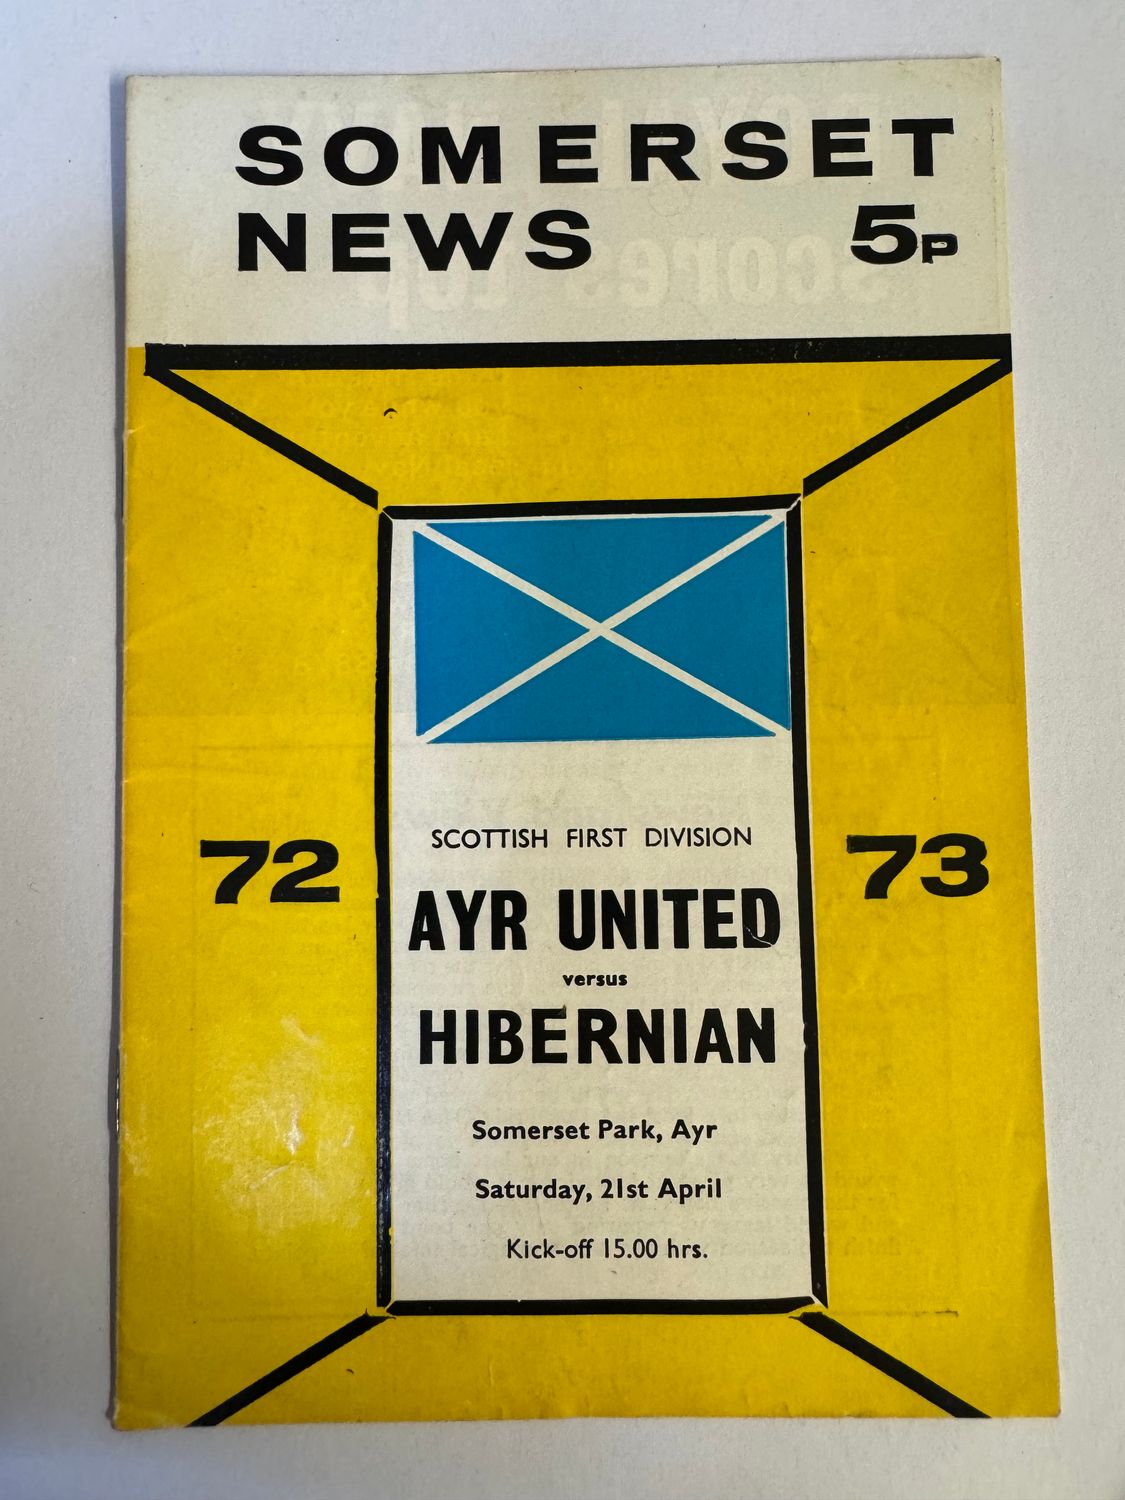 SOMERSET
NEWS 5P
72 73
SCOTTISH FIRST DIVISION
AYR UNITED
versus
HIBERNIAN
Somerset Park, Ayr
Saturday, 21st April
Kick-off 15.00 hrs.